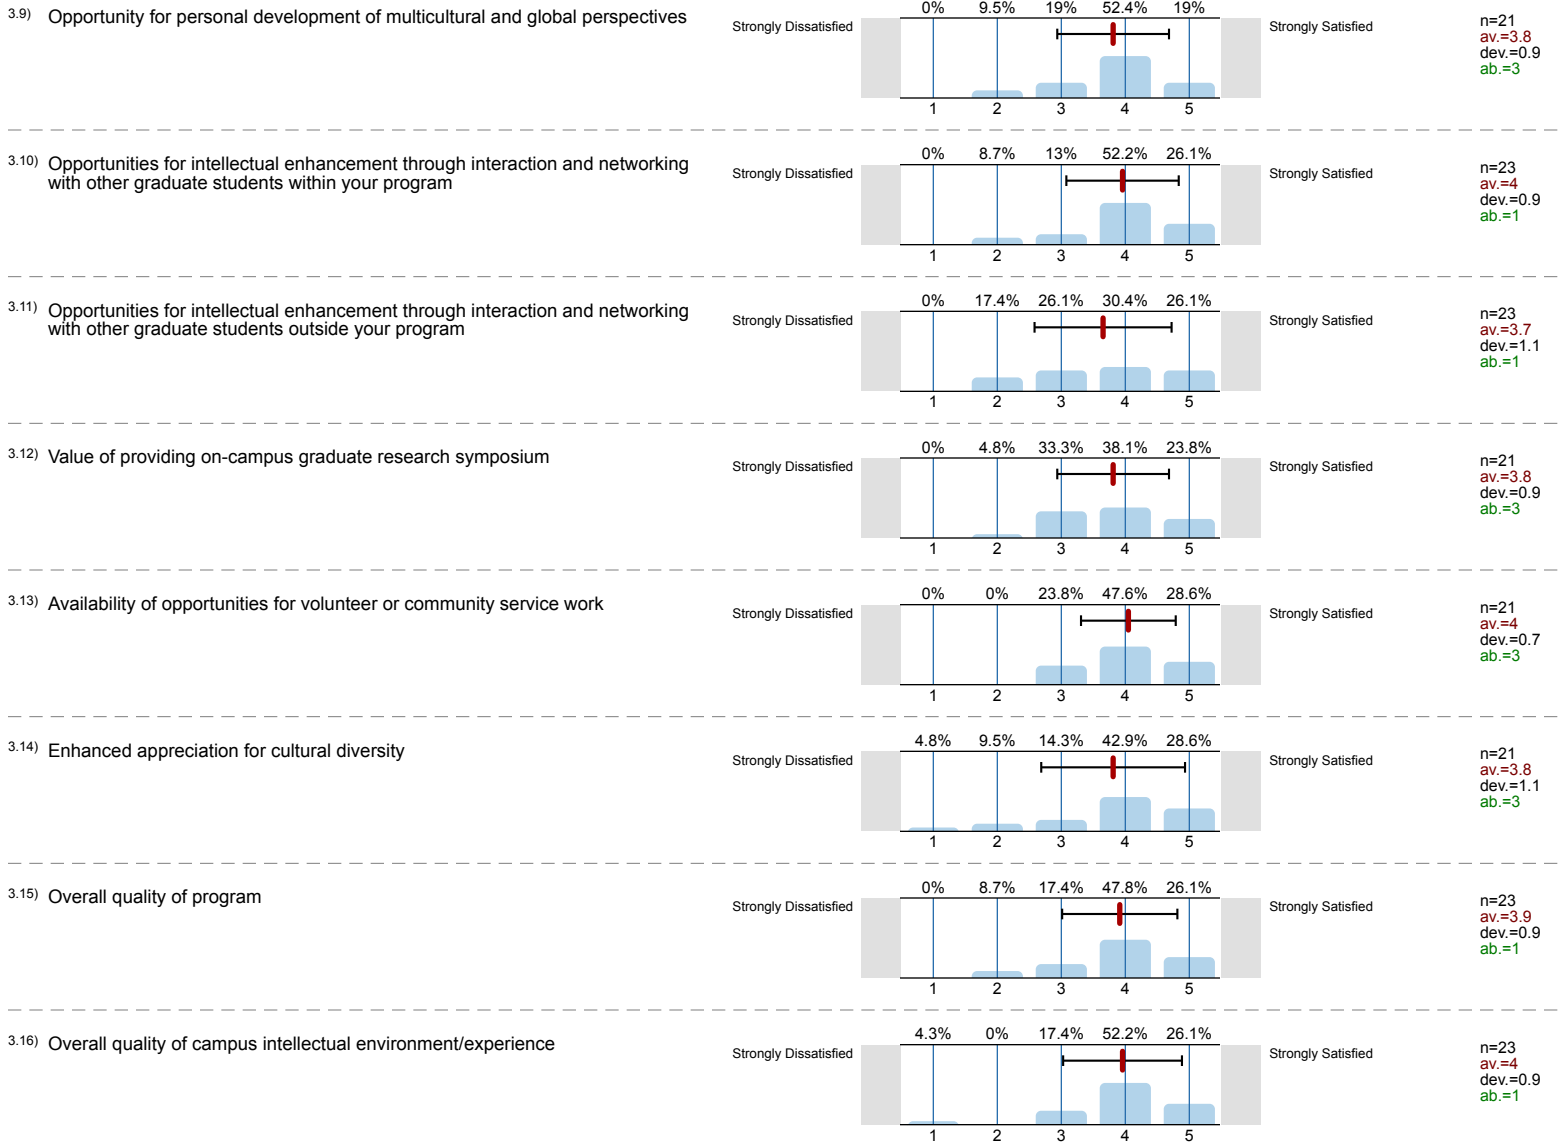 3.9) Opportunity for personal development of multicultural and global perspectives
Strongly Dissatisfied
0% 9.5% 19% 52.4% 19%
1 2 3 4 5
Strongly Satisfied
n=21
av.=3.8
dev.=0.9
ab.=3
3.10) Opportunities for intellectual enhancement through interaction and networking
with other graduate students within your program
Strongly Dissatisfied
0% 8.7% 13% 52.2% 26.1%
1 2 3 4 5
Strongly Satisfied
n=23
av.=4
dev.=0.9
ab.=1
3.11) Opportunities for intellectual enhancement through interaction and networking
with other graduate students outside your program
Strongly Dissatisfied
0% 17.4% 26.1% 30.4% 26.1%
1 2 3 4 5
Strongly Satisfied
n=23
av.=3.7
dev.=1.1
ab.=1
3.12) Value of providing on-campus graduate research symposium
Strongly Dissatisfied
0% 4.8% 33.3% 38.1% 23.8%
1 2 3 4 5
Strongly Satisfied
n=21
av.=3.8
dev.=0.9
ab.=3
3.13) Availability of opportunities for volunteer or community service work
Strongly Dissatisfied
0% 0% 23.8% 47.6% 28.6%
1 2 3 4 5
Strongly Satisfied
n=21
av.=4
dev.=0.7
ab.=3
3.14) Enhanced appreciation for cultural diversity
Strongly Dissatisfied
4.8% 9.5% 14.3% 42.9% 28.6%
1 2 3 4 5
Strongly Satisfied
n=21
av.=3.8
dev.=1.1
ab.=3
3.15) Overall quality of program
Strongly Dissatisfied
0% 8.7% 17.4% 47.8% 26.1%
1 2 3 4 5
Strongly Satisfied
n=23
av.=3.9
dev.=0.9
ab.=1
3.16) Overall quality of campus intellectual environment/experience
Strongly Dissatisfied
4.3% 0% 17.4% 52.2% 26.1%
1 2 3 4 5
Strongly Satisfied
n=23
av.=4
dev.=0.9
ab.=1